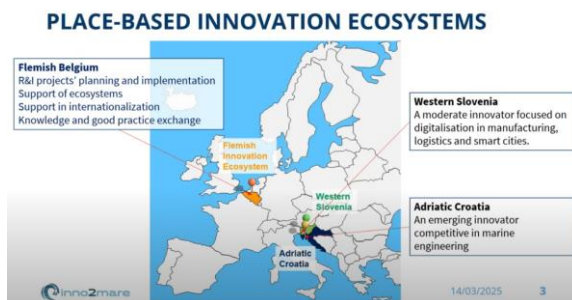 PLACE-BASED INNOVATION ECOSYSTEMS
Flemish Belgium
R&I projects' planning and implementation
Support of ecosystems
Support in internationalization
Knowledge and good practice exchange
Flemish
Innovation
Ecosystem
Western
Slovenia
Adriatic
Croatia
Western Slovenia
A moderate innovator focused on
digitalisation in manufacturing,
logistics and smart cities.
Adriatic Croatia
An emerging innovator
competitive in marine
engineering
inno2mare
14/03/2025
3